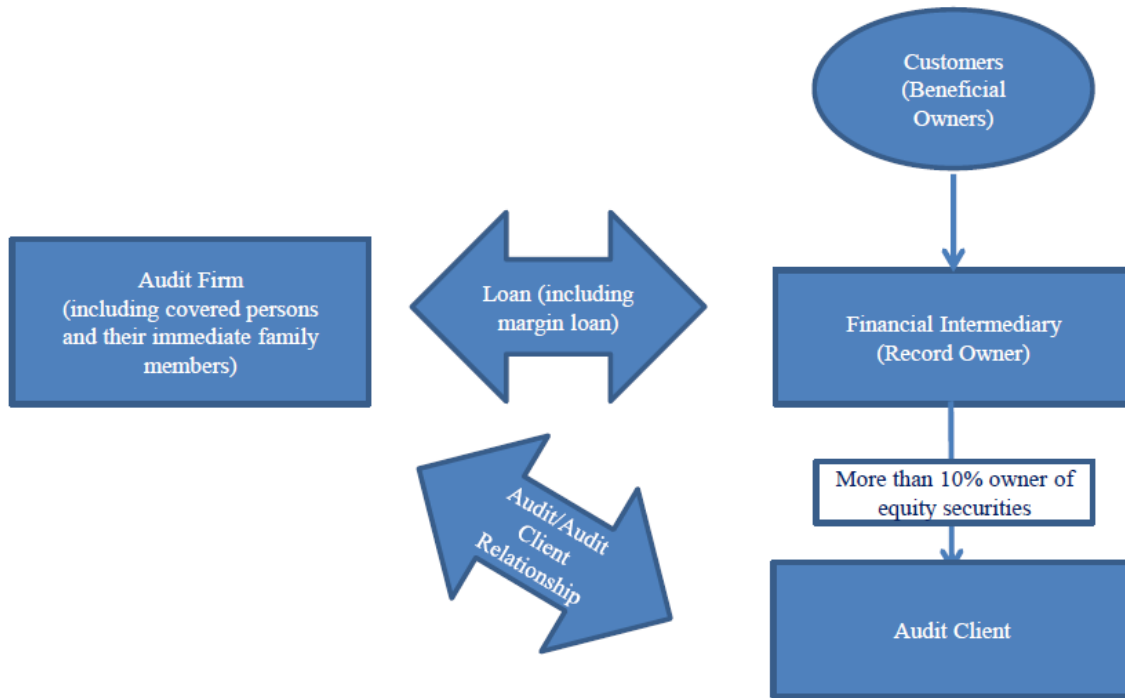 Customers
(Beneficial
Owners)
Audit Firm
(including covered persons
and their immediate family
members)
Loan (including
margin loan)
Financial Intermediary
(Record Owner)
More than 10% owner of
equity securities
Audit/Audit
Client
Relationship
Audit Client